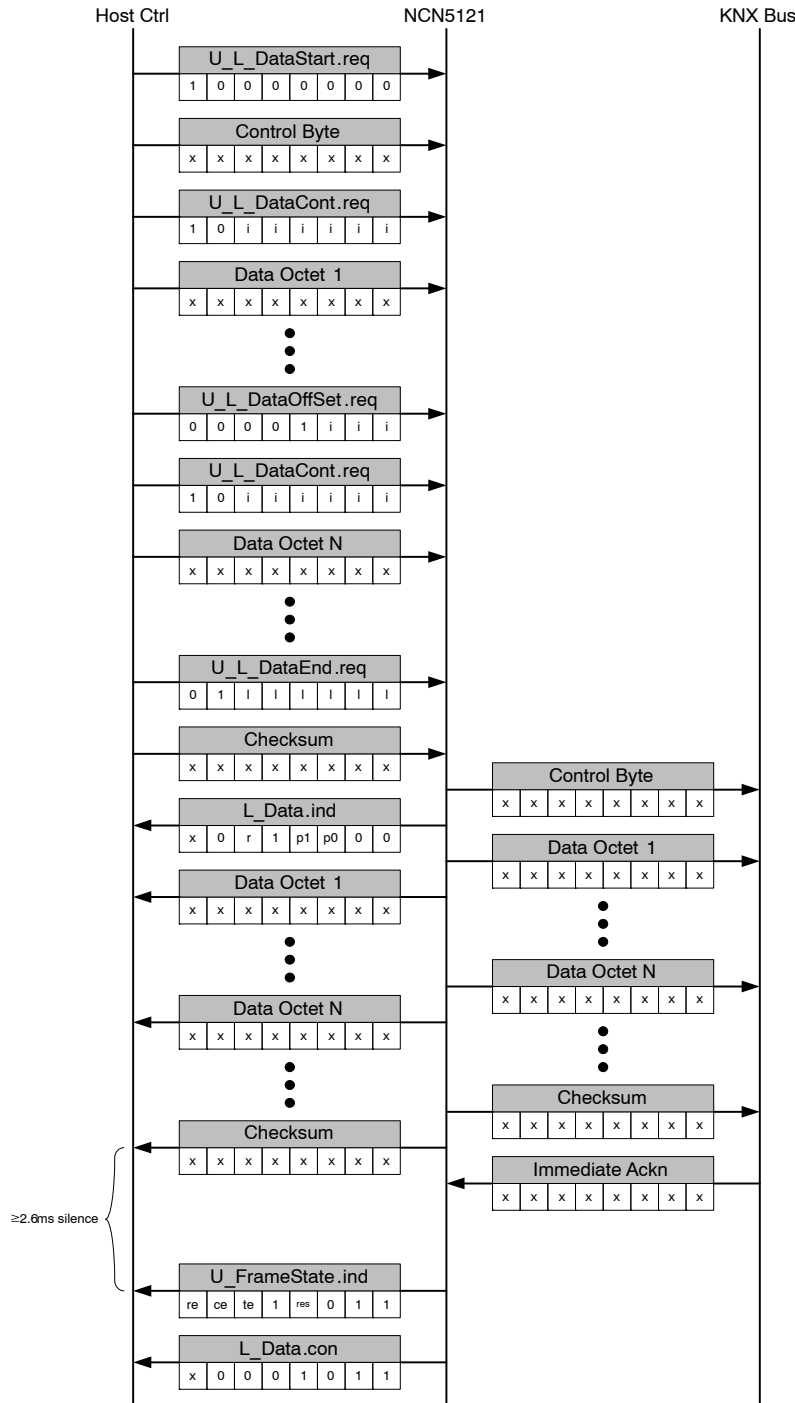 Host Ctrl NCN5121 KNX Bus
U_L_DataStart.req
1 0 0 0 0 0 0 0
Control Byte
x x x x x x x x
U_L_DataCont.req
1 0 i i i i i i
Data Octet 1
x x x x x x x x
U_L_DataOffSet.req
0 0 0 0 1 i i i
U_L_DataCont.req
1 0 i i i i i i
Data Octet N
x x x x x x x x
U_L_DataEnd.req
0 1 l l l l l l
Checksum
x x x x x x x x
Control Byte
x x x x x x x x
L_Data.ind
x 0 r 1 p1 p0 0 0
Data Octet 1
x x x x x x x x
Data Octet 1
x x x x x x x x
Data Octet N
x x x x x x x x
Data Octet N
x x x x x x x x
Checksum
x x x x x x x x
Checksum
x x x x x x x x
Immediate Ackn
x x x x x x x x
≥2.6ms silence
U_FrameState.ind
re ce te 1 res 0 1 1
L_Data.con
x 0 0 0 1 0 1 1